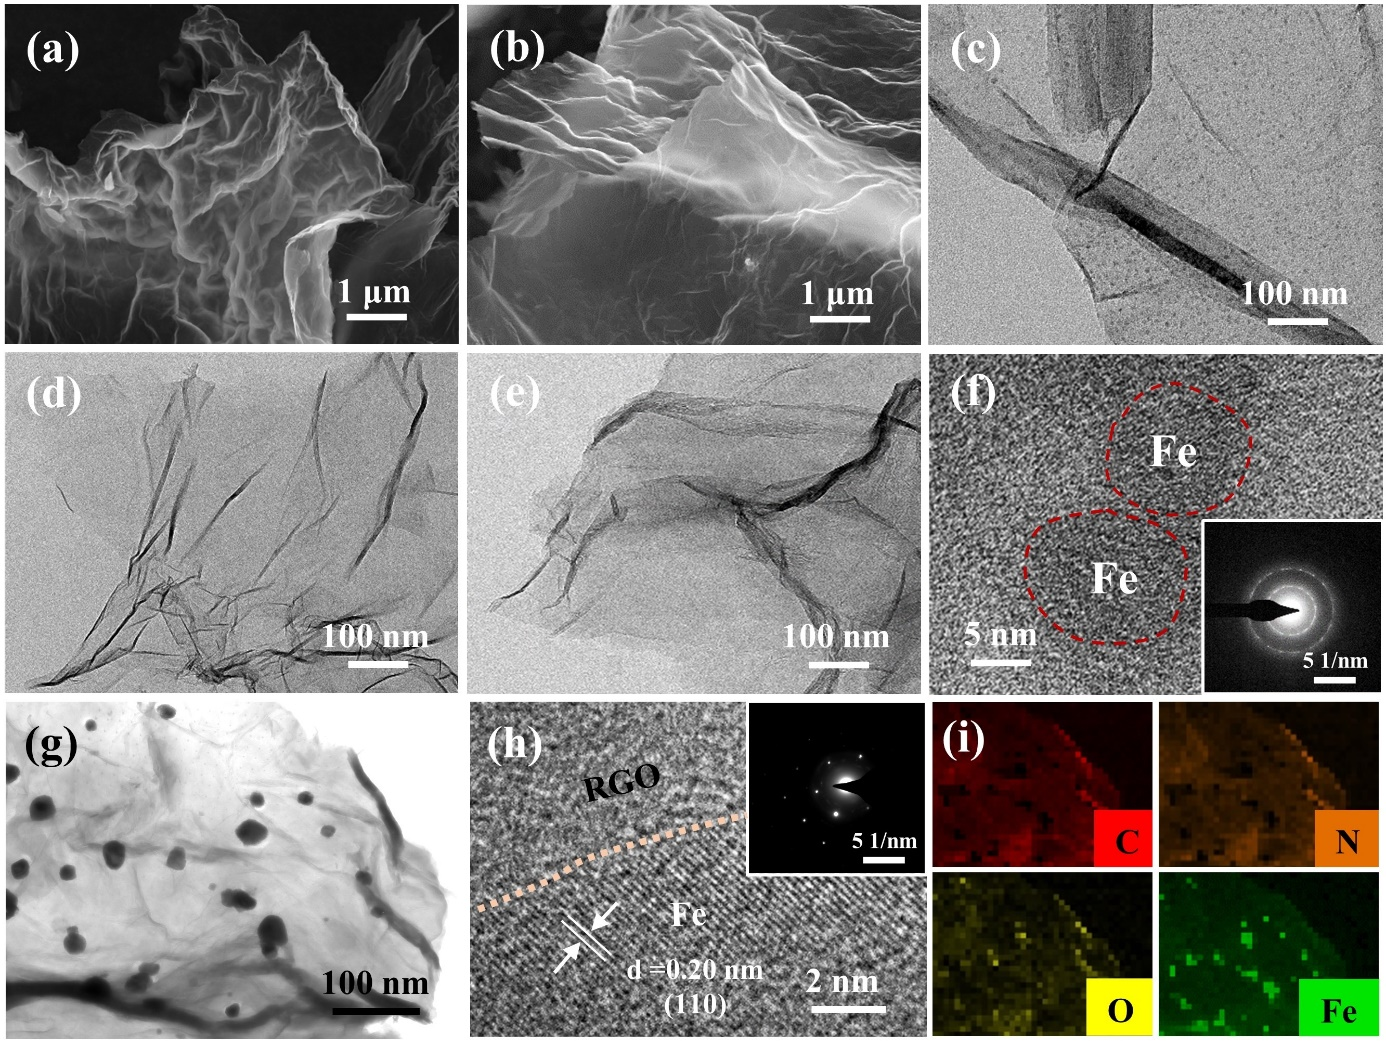 (a)
1 μm
(b)
1 μm
(c)
100 nm
(d)
100 nm
(e)
100 nm
(f)
Fe
Fe
5 nm
5 1/nm
(g)
100 nm
(h)
RGO
5 1/nm
Fe
d =0.20 nm
(110)
2 nm
(i)
C
N
O
Fe